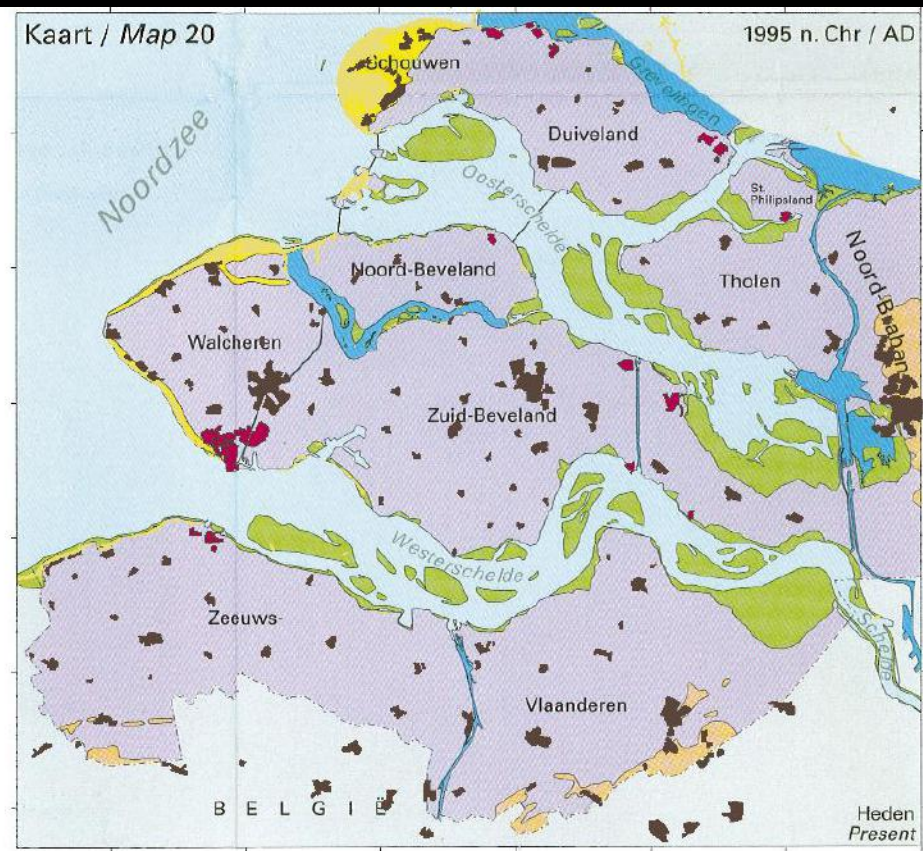 Kaart / Map 20
1995 n. Chr / AD
Schouwen
Grevelingen
Noordzee
Duiveland
Oosterschelde
St.
Philipsland
Noord-Beveland
Tholen
Noord-Braban
Walcheren
Zuid-Beveland
Westerschelde
Zeeuws-
Schelde
Vlaanderen
BELGIË
Heden
Present